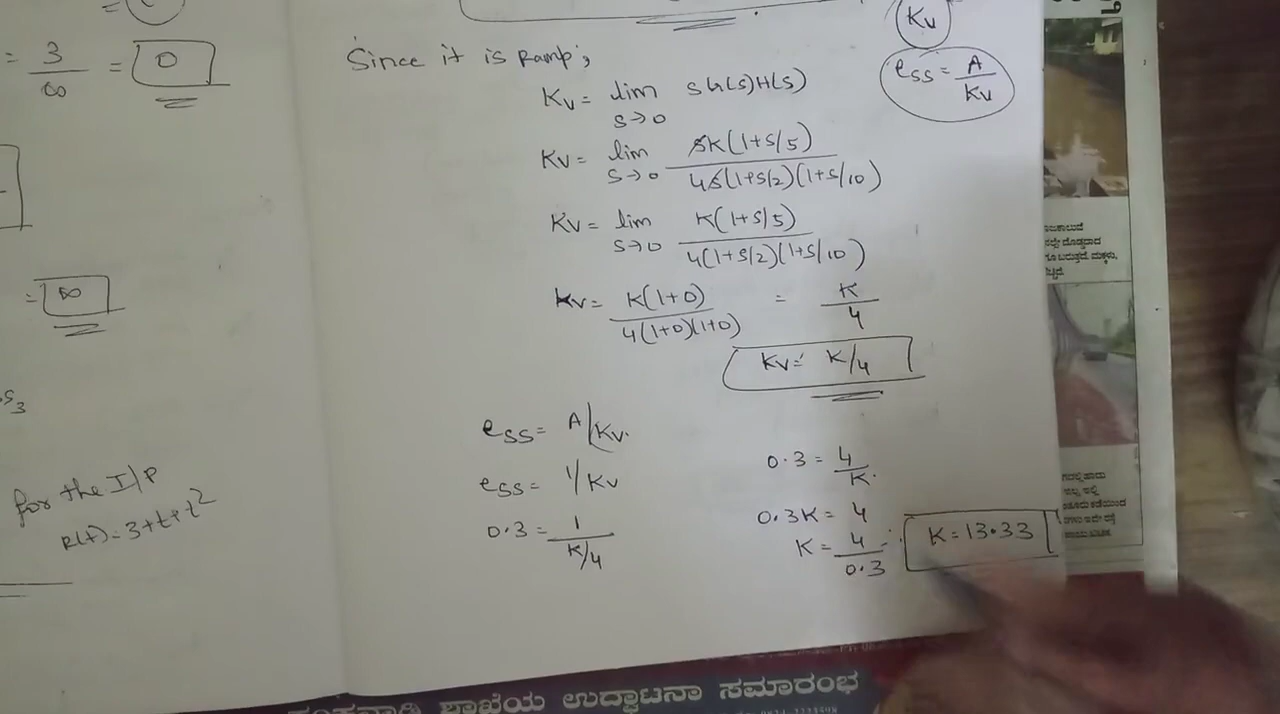 = 3/∞ = 0
= ∞
for the I/P
R(t)= 3+t+t²
Kv
ess = A/Kv
Since it is Ramp;
Kv = lim s→0 sG(s)H(s)
Kv = lim s→0 sK(1+s/5) / 4s(1+s/2)(1+s/10)
Kv = lim s→0 K(1+s/5) / 4(1+s/2)(1+s/10)
Kv = K(1+0) / 4(1+0)(1+0) = K/4
Kv = K/4
ess = A/Kv.
ess = 1/Kv
0.3 = 1 / K/4
0.3 = 4/K.
0.3K = 4
K = 4/0.3 ∴ K = 13.33
ಶಾಖೆಯ ಉದ್ಘಾಟನಾ ಸಮಾರಂಭ